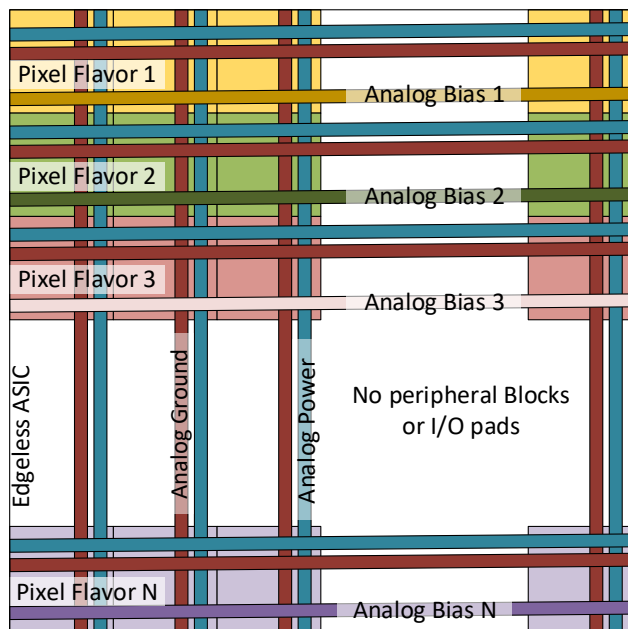 Pixel Flavor 1
Analog Bias 1
Pixel Flavor 2
Analog Bias 2
Pixel Flavor 3
Analog Bias 3
Edgeless ASIC
Analog Ground
Analog Power
No peripheral Blocks
or I/O pads
Pixel Flavor N
Analog Bias N